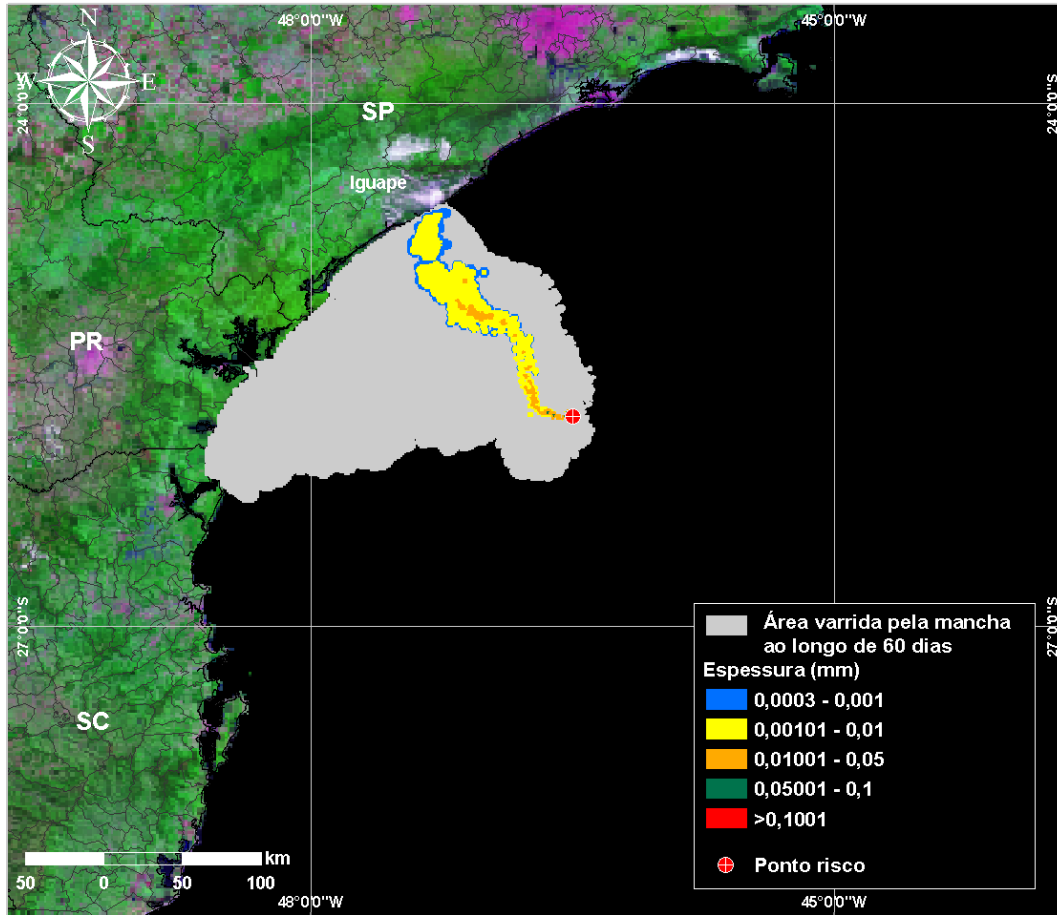 48°0'0"W
45°0'0"W
N
W
E
S
24°0'0"S
24°0'0"S
SP
Iguape
PR
27°0'0"S
27°0'0"S
SC
Área varrida pela mancha
ao longo de 60 dias
Espessura (mm)
0,0003 - 0,001
0,00101 - 0,01
0,01001 - 0,05
0,05001 - 0,1
>0,1001
Ponto risco
km
50 0 50 100
48°0'0"W
45°0'0"W